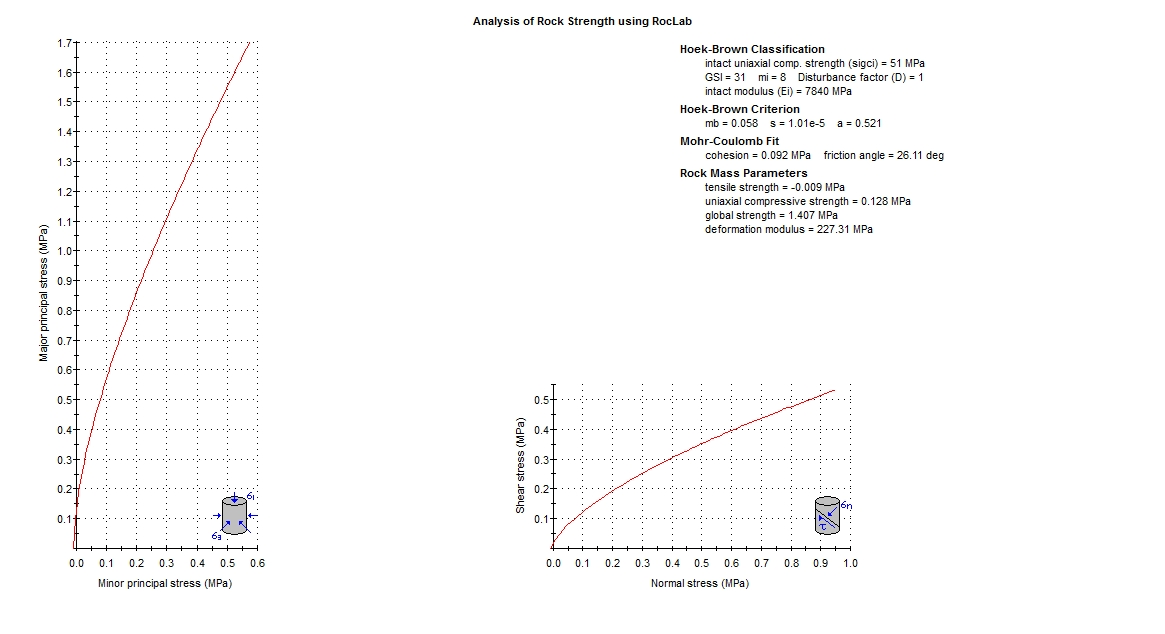 Analysis of Rock Strength using RocLab
Hoek-Brown Classification
intact uniaxial comp. strength (sigci) = 51 MPa
GSI = 31 mi = 8 Disturbance factor (D) = 1
intact modulus (Ei) = 7840 MPa
Hoek-Brown Criterion
mb = 0.058 s = 1.01e-5 a = 0.521
Mohr-Coulomb Fit
cohesion = 0.092 MPa friction angle = 26.11 deg
Rock Mass Parameters
tensile strength = -0.009 MPa
uniaxial compressive strength = 0.128 MPa
global strength = 1.407 MPa
deformation modulus = 227.31 MPa
Major principal stress (MPa)
1.7
1.6
1.5
1.4
1.3
1.2
1.1
1.0
0.9
0.8
0.7
0.6
0.5
0.4
0.3
0.2
0.1
σ1
σ3
0.0 0.1 0.2 0.3 0.4 0.5 0.6
Minor principal stress (MPa)
Shear stress (MPa)
0.5
0.4
0.3
0.2
0.1
σn
τ
0.0 0.1 0.2 0.3 0.4 0.5 0.6 0.7 0.8 0.9 1.0
Normal stress (MPa)